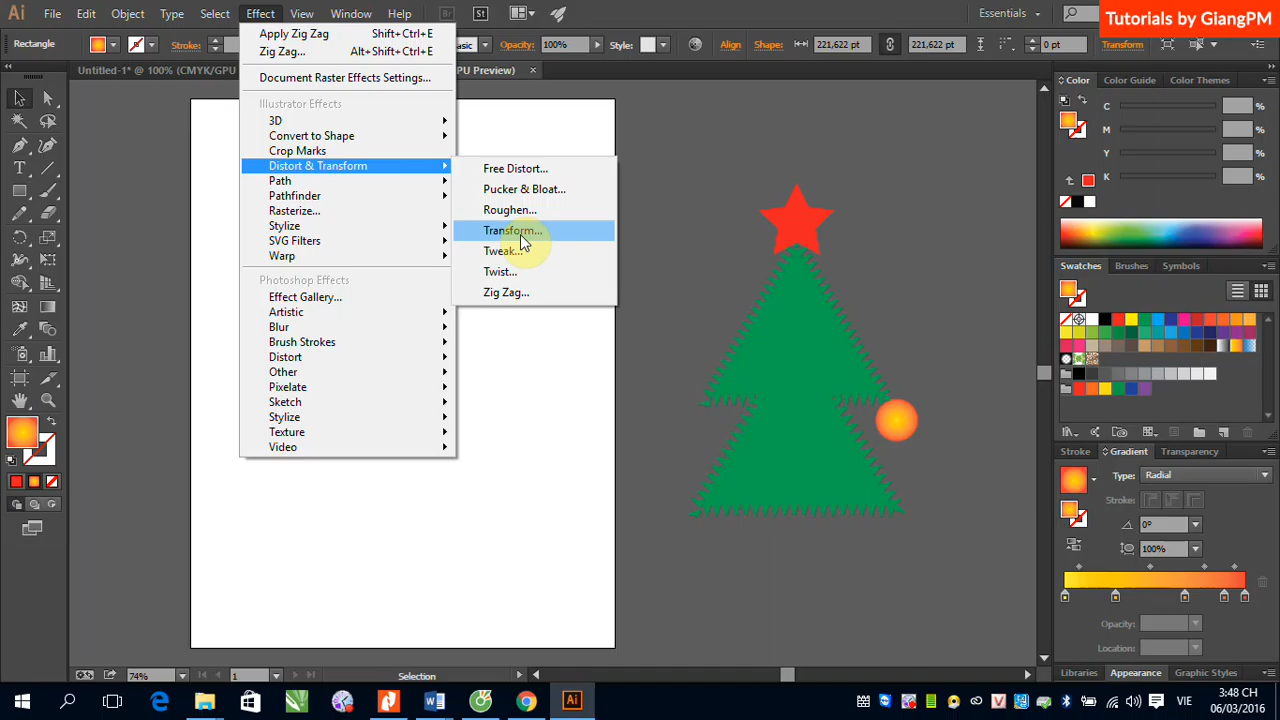 Ai File Edit Object Type Select Effect View Window Help Br St Essentials
Tutorials by GiangPM
Rectangle Stroke: Basic Opacity: 100% Style: Align Shape: 221,622 pt 221,622 pt 0 pt Transform
Untitled-1* @ 100% (CMYK/GPU PU Preview)
Apply Zig Zag Shift+Ctrl+E
Zig Zag... Alt+Shift+Ctrl+E
Document Raster Effects Settings...
Illustrator Effects
3D
Convert to Shape
Crop Marks
Distort & Transform
Path
Pathfinder
Rasterize...
Stylize
SVG Filters
Warp
Photoshop Effects
Effect Gallery...
Artistic
Blur
Brush Strokes
Distort
Other
Pixelate
Sketch
Stylize
Texture
Video
Free Distort...
Pucker & Bloat...
Roughen...
Transform...
Tweak...
Twist...
Zig Zag...
Color Color Guide Color Themes
C %
M %
Y %
K %
Swatches Brushes Symbols
Stroke Gradient Transparency
Type: Radial
Stroke:
0°
100%
Opacity:
Location:
Libraries Appearance Graphic Styles
74% 1 Selection
VIE 3:48 CH
06/03/2016